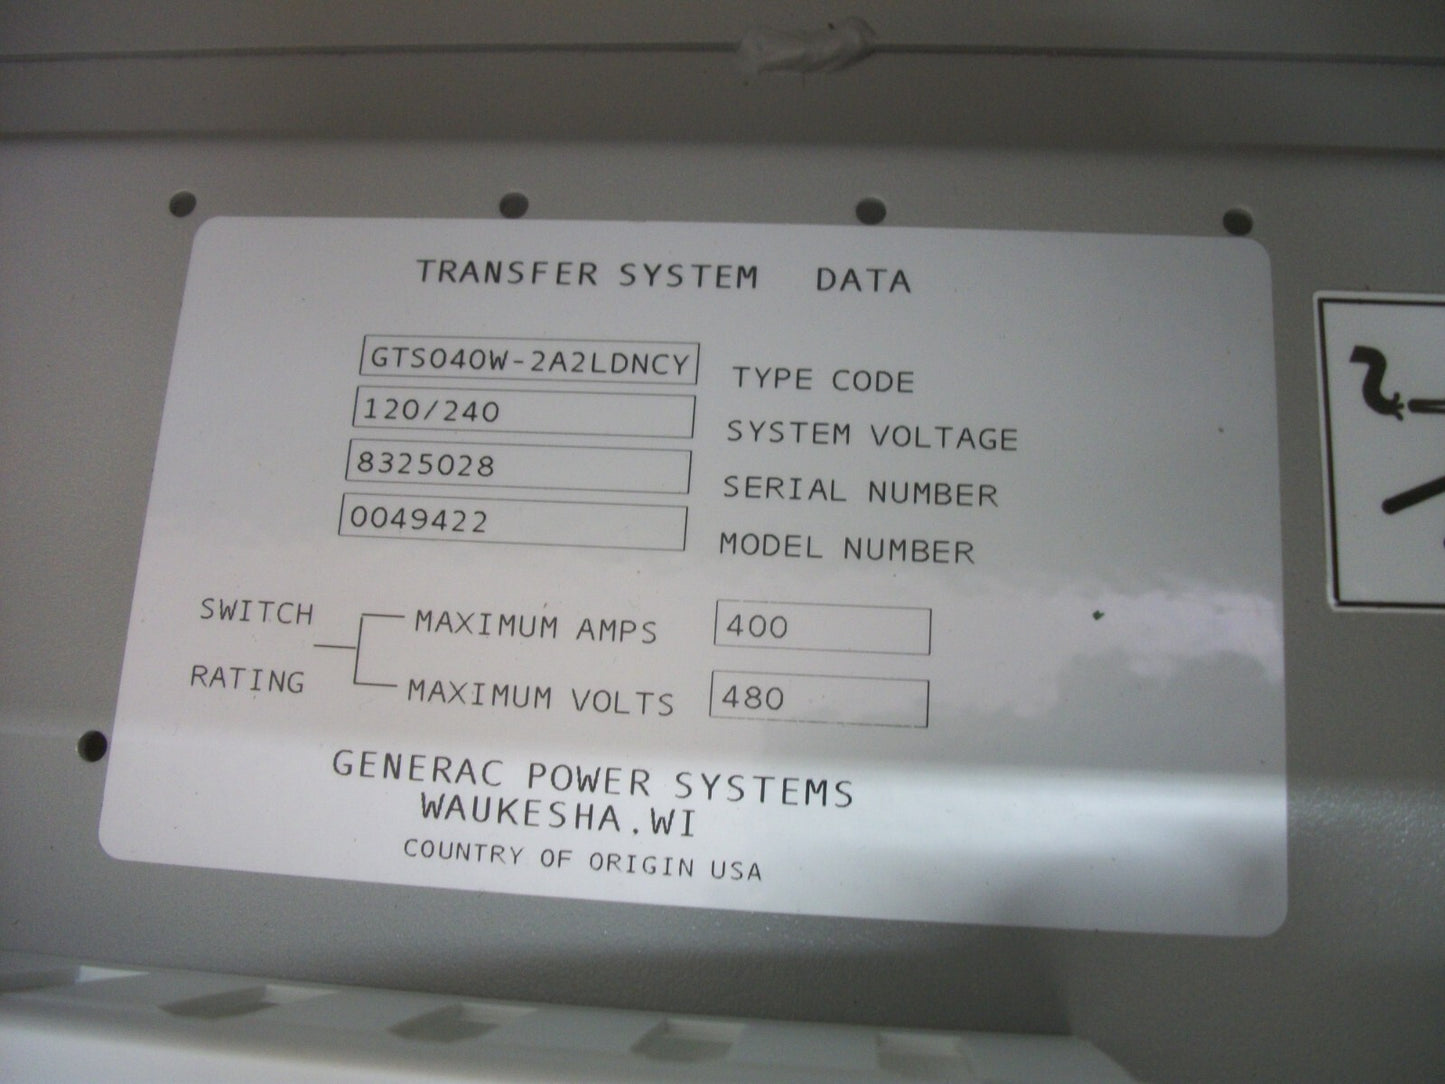 TRANSFER SYSTEM DATA
GTS040W-2A2LDNCY TYPE CODE
120/240 SYSTEM VOLTAGE
8325028 SERIAL NUMBER
0049422 MODEL NUMBER
SWITCH RATING
MAXIMUM AMPS 400
MAXIMUM VOLTS 480
GENERAC POWER SYSTEMS
WAUKESHA.WI
COUNTRY OF ORIGIN USA